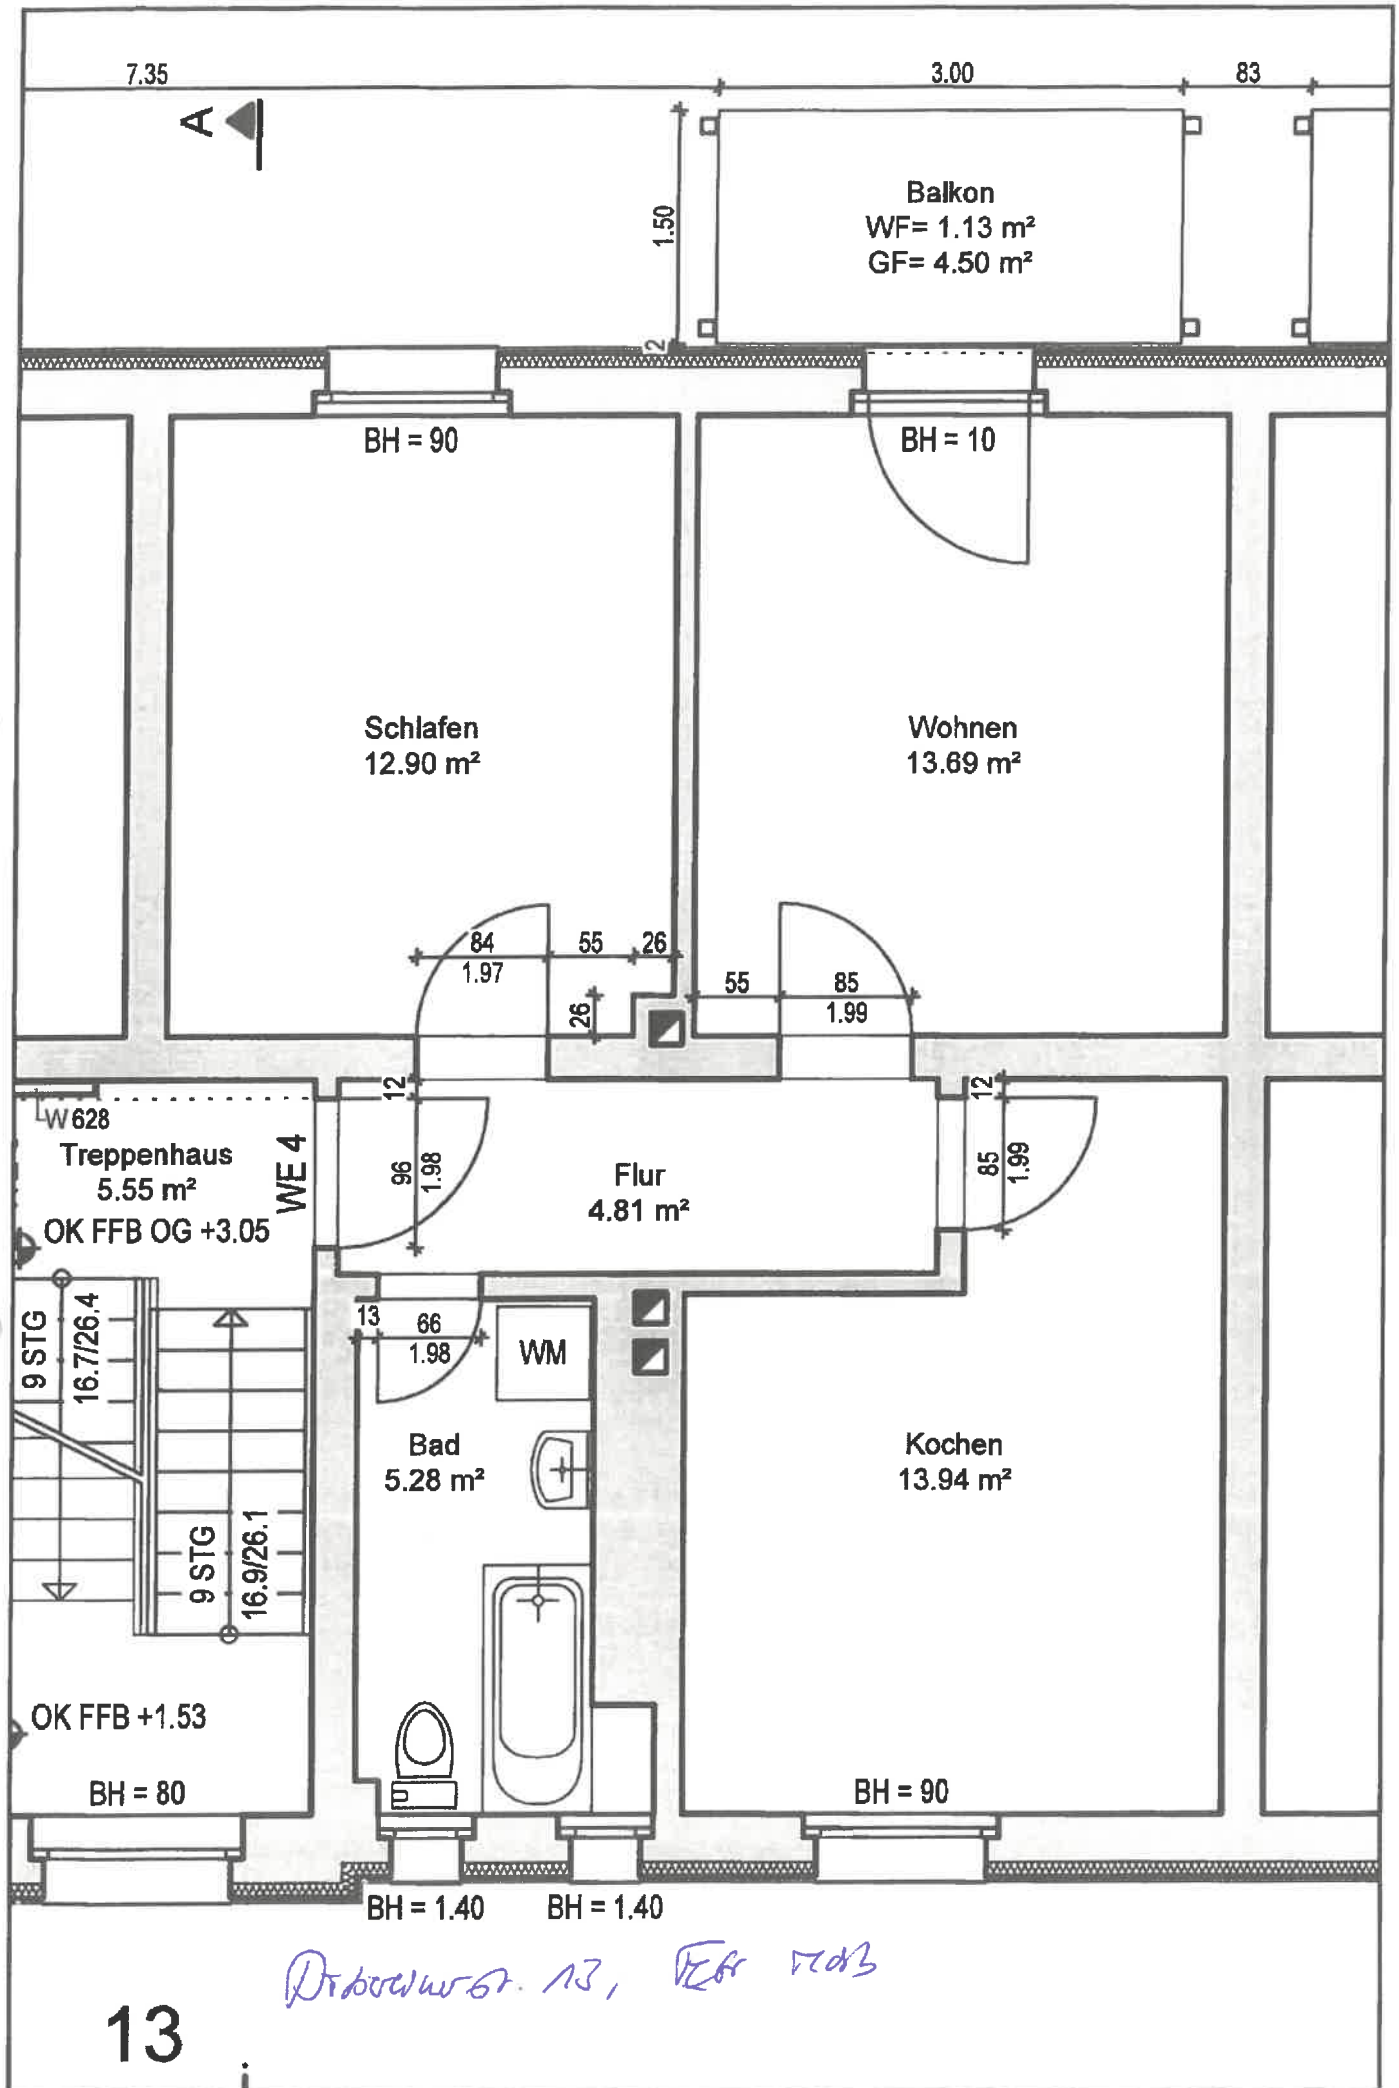 7.35
3.00
83
A
1.50
Balkon
WF= 1.13 m²
GF= 4.50 m²
2
BH = 90
BH = 10
Schlafen
12.90 m²
Wohnen
13.69 m²
84
1.97
55
26
26
55
85
1.99
12
12
W 628
Treppenhaus
5.55 m²
OK FFB OG +3.05
WE 4
96
1.98
Flur
4.81 m²
85
1.99
9 STG
16.7/26.4
13
66
1.98
WM
Bad
5.28 m²
Kochen
13.94 m²
9 STG
16.9/26.1
OK FFB +1.53
BH = 80
BH = 90
BH = 1.40
BH = 1.40
13,
13